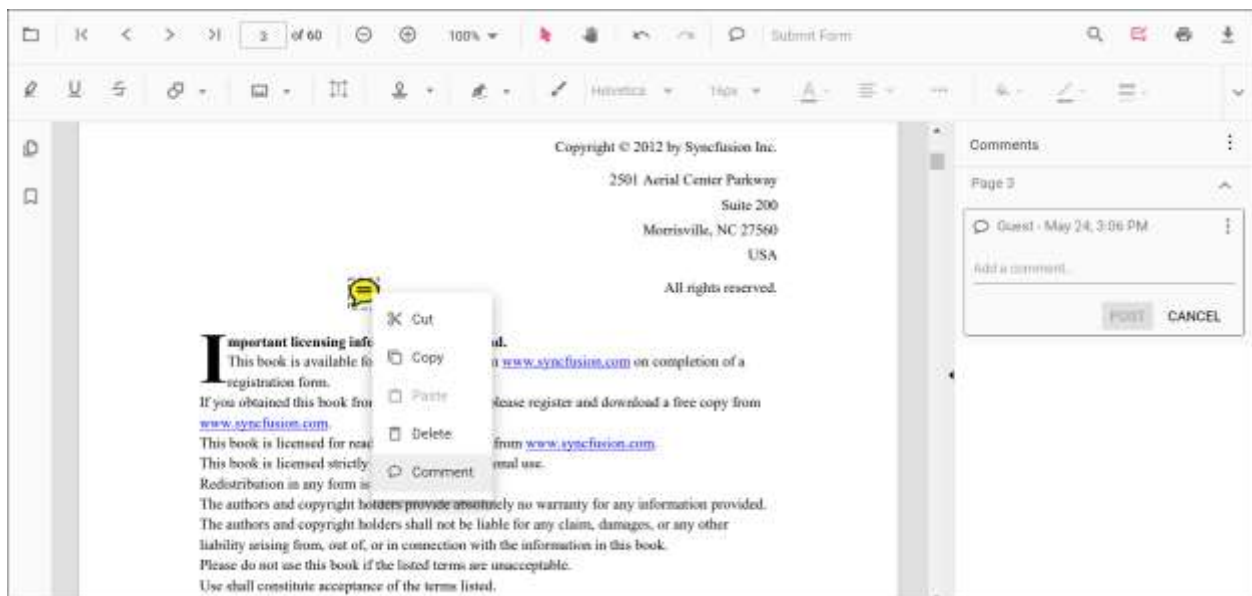 3 of 60 100% Submit Form
Helvetica 16px
Comments
Page 3
Guest - May 24, 3:06 PM
Add a comment..
POST CANCEL
Copyright © 2012 by Syncfusion Inc.
2501 Aerial Center Parkway
Suite 200
Morrisville, NC 27560
USA
All rights reserved.
Cut
Copy
Paste
Delete
Comment
Important licensing
This book is available on www.syncfusion.com on completion of a
registration form.
If you obtained this book please register and download a free copy from
www.syncfusion.com.
This book is licensed for from www.syncfusion.com.
This book is licensed strictly use.
Redistribution in any form
The authors and copyright holders provide absolutely no warranty for any information provided.
The authors and copyright holders shall not be liable for any claim, damages, or any other
liability arising from, out of, or in connection with the information in this book.
Please do not use this book if the listed terms are unacceptable.
Use shall constitute acceptance of the terms listed.